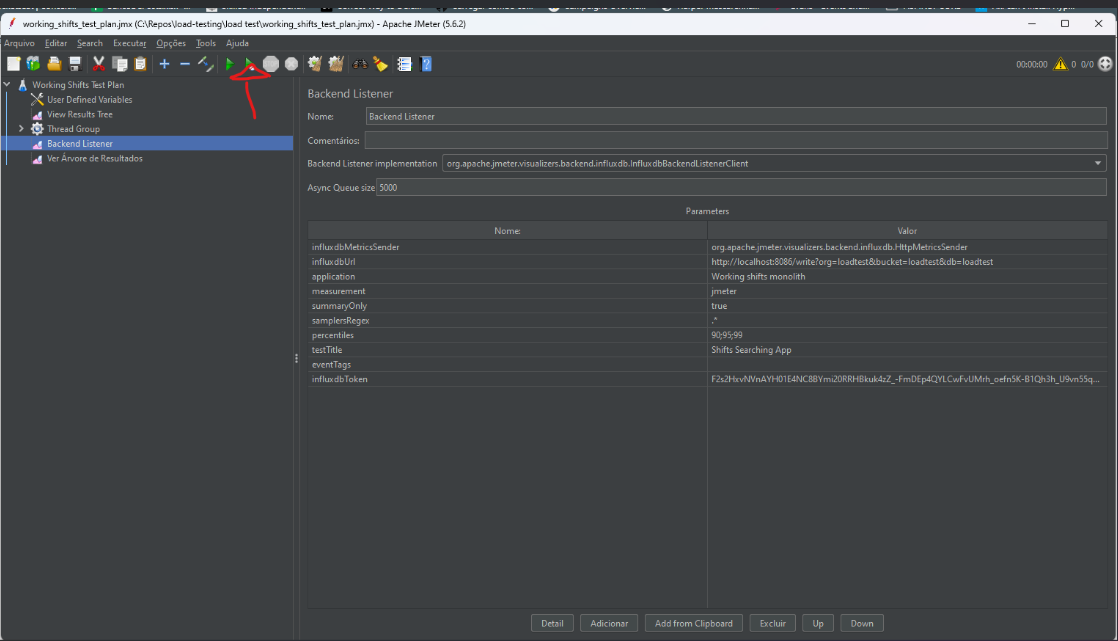 working_shifts_test_plan.jmx (C:\Repos\load-testing\load test\working_shifts_test_plan.jmx) - Apache JMeter (5.6.2)
Arquivo Editar Search Executar Opções Tools Ajuda
00:00:00 0 0/0
Working Shifts Test Plan
User Defined Variables
View Results Tree
Thread Group
Backend Listener
Ver Árvore de Resultados
Backend Listener
Nome: Backend Listener
Comentários:
Backend Listener implementation org.apache.jmeter.visualizers.backend.influxdb.InfluxdbBackendListenerClient
Async Queue size 5000
Parameters
Nome: Valor
influxdbMetricsSender org.apache.jmeter.visualizers.backend.influxdb.HttpMetricsSender
influxdbUrl http://localhost:8086/write?org=loadtest&bucket=loadtest&db=loadtest
application Working shifts monolith
measurement jmeter
summaryOnly true
samplersRegex .*
percentiles 90;95;99
testTitle Shifts Searching App
eventTags
influxdbToken F2s2HxvNVnAYH01E4NC8BYmi20RRHBkuk4zZ_-FmDEp4QYLCwFvUMrh_oefn5K-B1Qh3h_U9vn55q...
Detail Adicionar Add from Clipboard Excluir Up Down